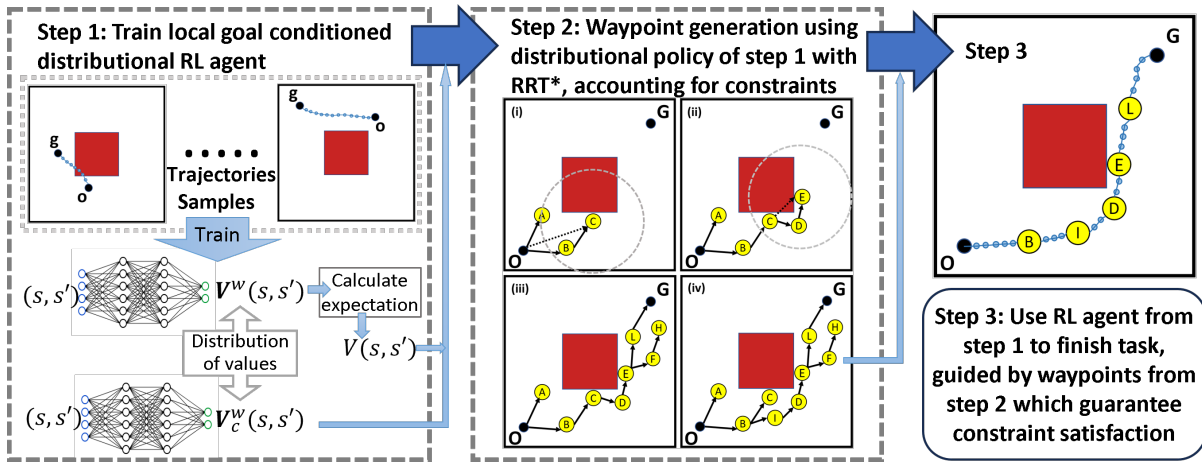 Step 1: Train local goal conditioned
distributional RL agent
g
o
g
o
Trajectories
Samples
Train
(s, s′)
V^w(s, s′)
Calculate
expectation
V(s, s′)
Distribution
of values
(s, s′)
V_C^w(s, s′)
Step 2: Waypoint generation using
distributional policy of step 1 with
RRT*, accounting for constraints
(i)
G
A
C
B
O
(ii)
G
A
E
C
D
B
O
(iii)
G
L
H
F
E
A
C
D
B
O
(iv)
G
L
H
F
E
A
C
D
I
B
O
Step 3
G
L
E
D
I
B
O
Step 3: Use RL agent from
step 1 to finish task,
guided by waypoints from
step 2 which guarantee
constraint satisfaction